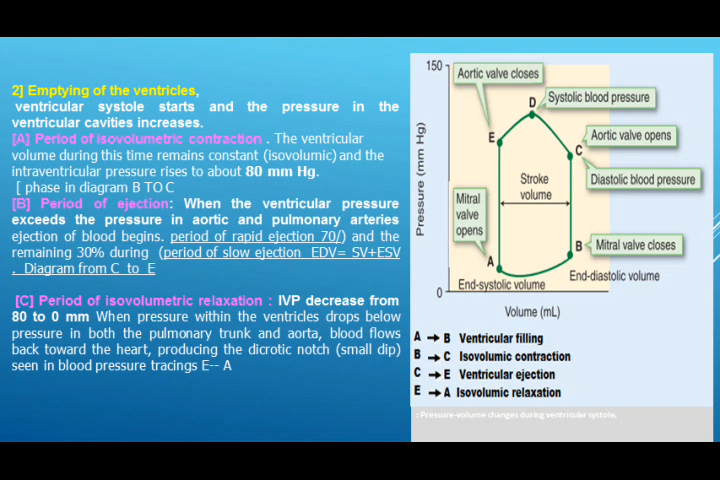 2] Emptying of the ventricles,
ventricular systole starts and the pressure in the
ventricular cavities increases.
[A] Period of isovolumetric contraction . The ventricular
volume during this time remains constant (isovolumic) and the
intraventricular pressure rises to about 80 mm Hg.
[ phase in diagram B TO C
[B] Period of ejection: When the ventricular pressure
exceeds the pressure in aortic and pulmonary arteries
ejection of blood begins. period of rapid ejection 70/) and the
remaining 30% during (period of slow ejection EDV= SV+ESV
. Diagram from C to E
[C] Period of isovolumetric relaxation : IVP decrease from
80 to 0 mm When pressure within the ventricles drops below
pressure in both the pulmonary trunk and aorta, blood flows
back toward the heart, producing the dicrotic notch (small dip)
seen in blood pressure tracings E-- A
150
Aortic valve closes
D
Systolic blood pressure
E
Aortic valve opens
C
Diastolic blood pressure
Pressure (mm Hg)
Stroke
volume
Mitral
valve
opens
B
Mitral valve closes
A
End-systolic volume
End-diastolic volume
0
Volume (mL)
A → B Ventricular filling
B → C Isovolumic contraction
C → E Ventricular ejection
E → A Isovolumic relaxation
: Pressure-volume changes during ventricular systole.